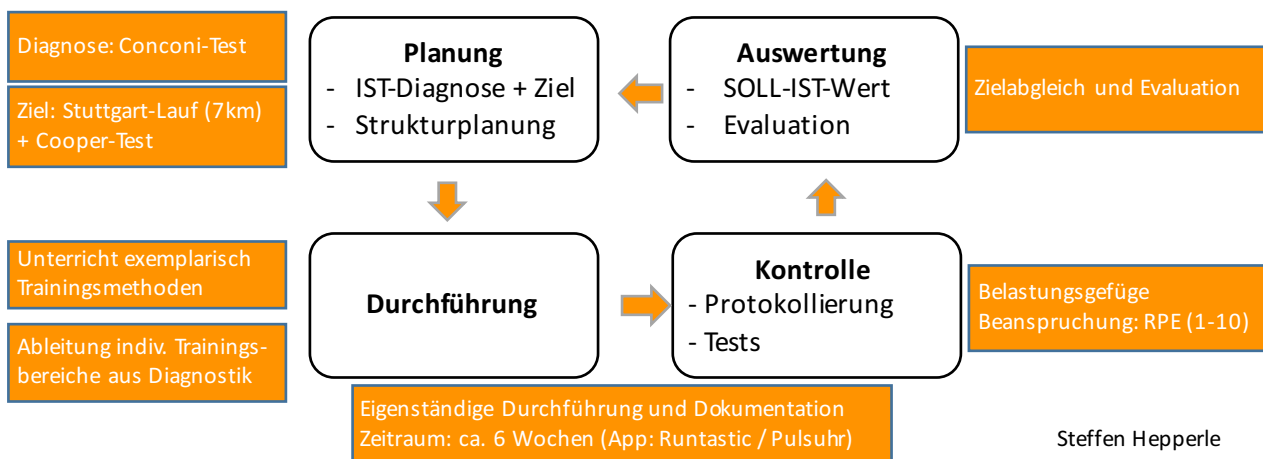 Diagnose: Conconi-Test
Ziel: Stuttgart-Lauf (7km)
+ Cooper-Test
Planung
- IST-Diagnose + Ziel
- Strukturplanung
Auswertung
- SOLL-IST-Wert
- Evaluation
Zielabgleich und Evaluation
Unterricht exemplarisch
Trainingsmethoden
Ableitung indiv. Trainings-
bereiche aus Diagnostik
Durchführung
Kontrolle
- Protokollierung
- Tests
Belastungsgefüge
Beanspruchung: RPE (1-10)
Eigenständige Durchführung und Dokumentation
Zeitraum: ca. 6 Wochen (App: Runtastic / Pulsuhr)
Steffen Hepperle